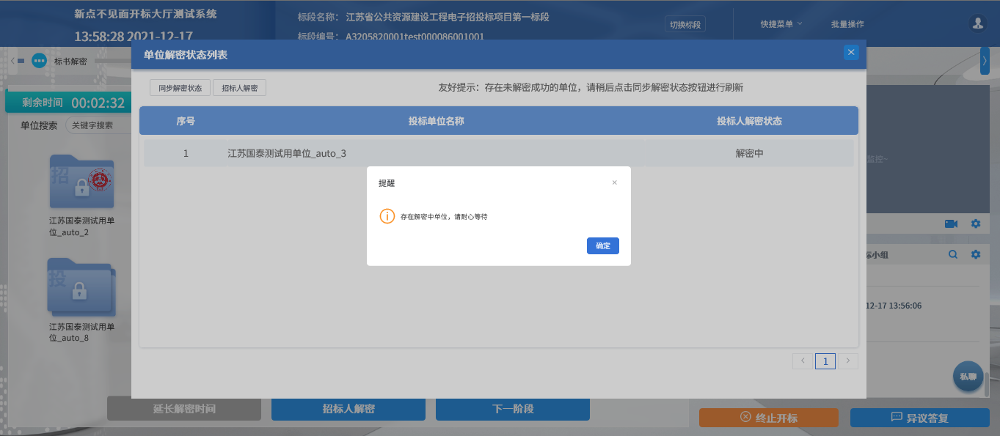 新点不见面开标大厅测试系统
13:58:28 2021-12-17
标段名称： 江苏省公共资源建设工程电子招投标项目第一标段
标段编号： A3205820001test000086001001
切换标段
快捷菜单
批量操作
标书解密
单位解密状态列表
同步解密状态
招标人解密
友好提示：存在未解密成功的单位，请稍后点击同步解密状态按钮进行刷新
剩余时间 00:02:32
单位搜索
关键字搜索
序号 投标单位名称 投标人解密状态
1 江苏国泰测试用单位_auto_3 解密中
监控~
提醒
存在解密中单位，请耐心等待
确定
招
江苏国泰测试用单
位_auto_2
投
江苏国泰测试用单
位_auto_8
标小组
12-17 13:56:06
1
私聊
延长解密时间
招标人解密
下一阶段
终止开标
异议答复